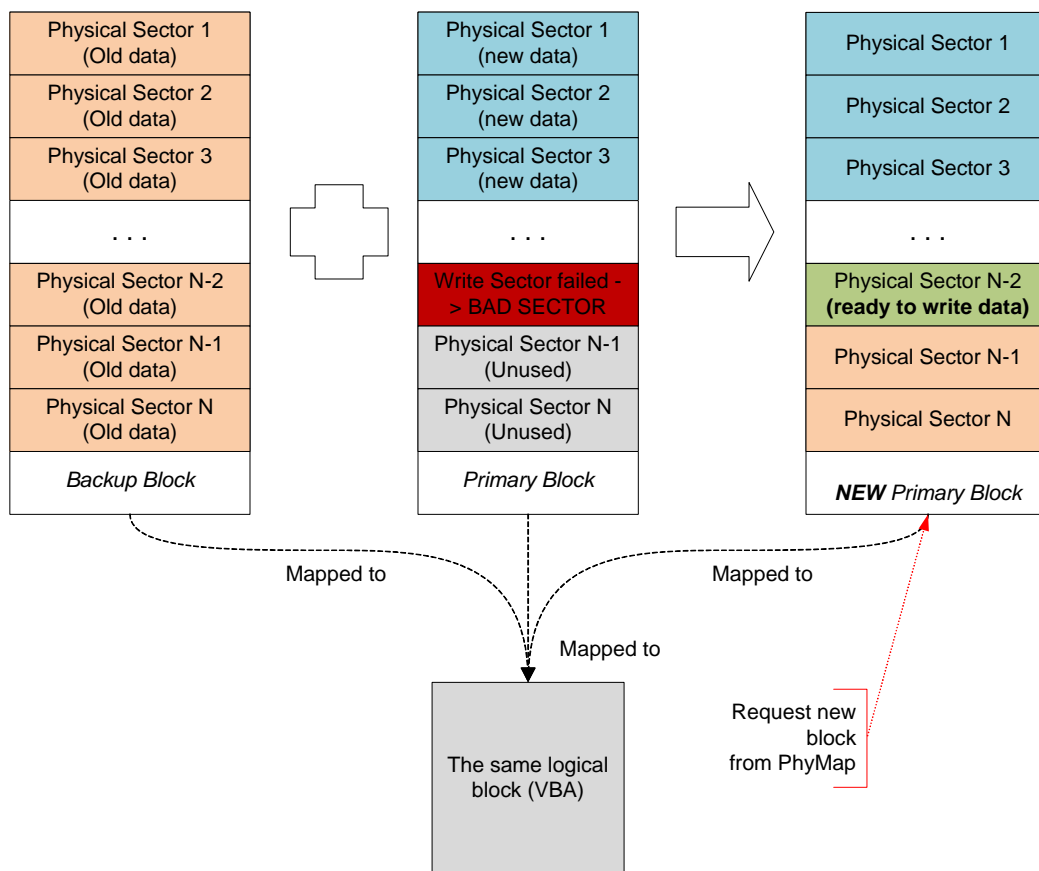 Physical Sector 1
(Old data)
Physical Sector 2
(Old data)
Physical Sector 3
(Old data)
. . .
Physical Sector N-2
(Old data)
Physical Sector N-1
(Old data)
Physical Sector N
(Old data)
Backup Block
Physical Sector 1
(new data)
Physical Sector 2
(new data)
Physical Sector 3
(new data)
. . .
Write Sector failed -
> BAD SECTOR
Physical Sector N-1
(Unused)
Physical Sector N
(Unused)
Primary Block
Physical Sector 1
Physical Sector 2
Physical Sector 3
. . .
Physical Sector N-2
(ready to write data)
Physical Sector N-1
Physical Sector N
NEW Primary Block
Mapped to
Mapped to
Mapped to
The same logical
block (VBA)
Request new
block
from PhyMap